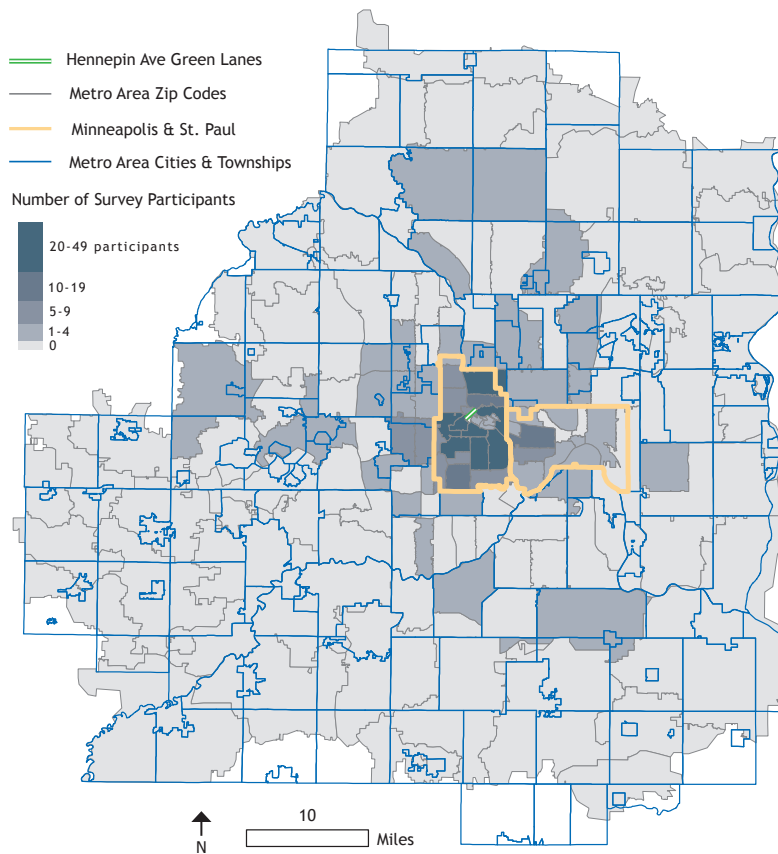 Hennepin Ave Green Lanes
Metro Area Zip Codes
Minneapolis & St. Paul
Metro Area Cities & Townships
Number of Survey Participants
20-49 participants
10-19
5-9
1-4
0
10
Miles
N